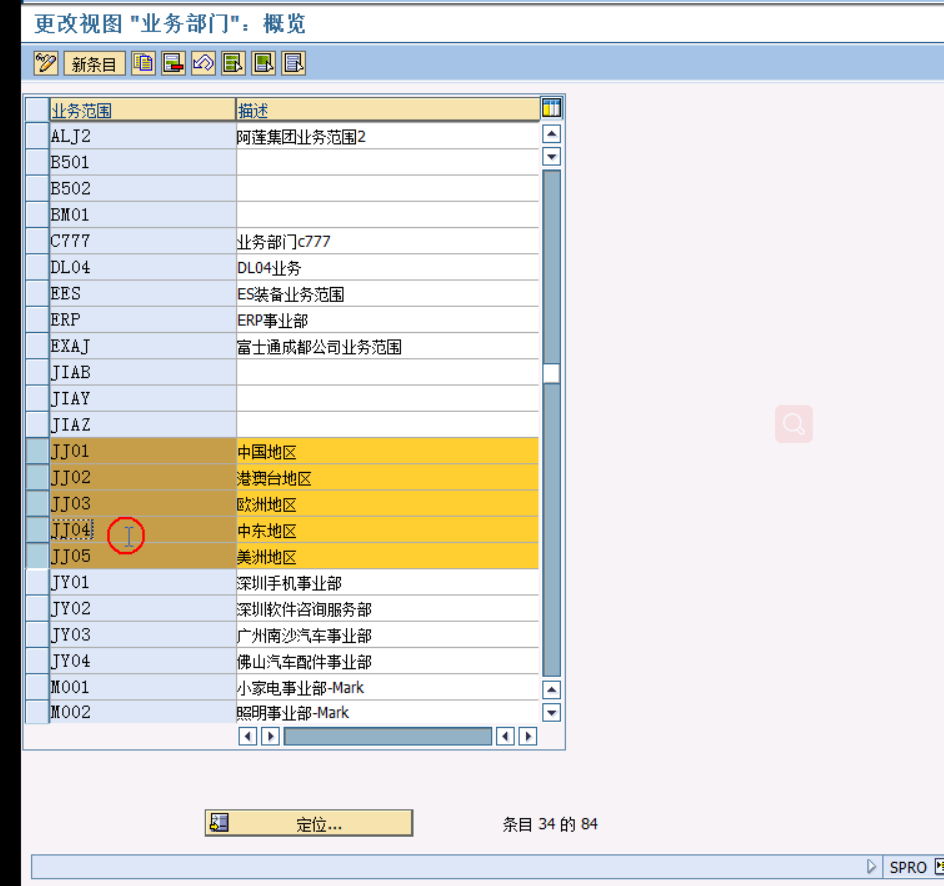 更改视图 "业务部门": 概览
新条目
业务范围 描述
ALJ2 阿莲集团业务范围2
B501
B502
BM01
C777 业务部门c777
DL04 DL04业务
EES ES装备业务范围
ERP ERP事业部
EXAJ 富士通成都公司业务范围
JIAB
JIAY
JIAZ
JJ01 中国地区
JJ02 港澳台地区
JJ03 欧洲地区
JJ04 中东地区
JJ05 美洲地区
JY01 深圳手机事业部
JY02 深圳软件咨询服务部
JY03 广州南沙汽车事业部
JY04 佛山汽车配件事业部
M001 小家电事业部-Mark
M002 照明事业部-Mark
定位... 条目 34 的 84
SPRO